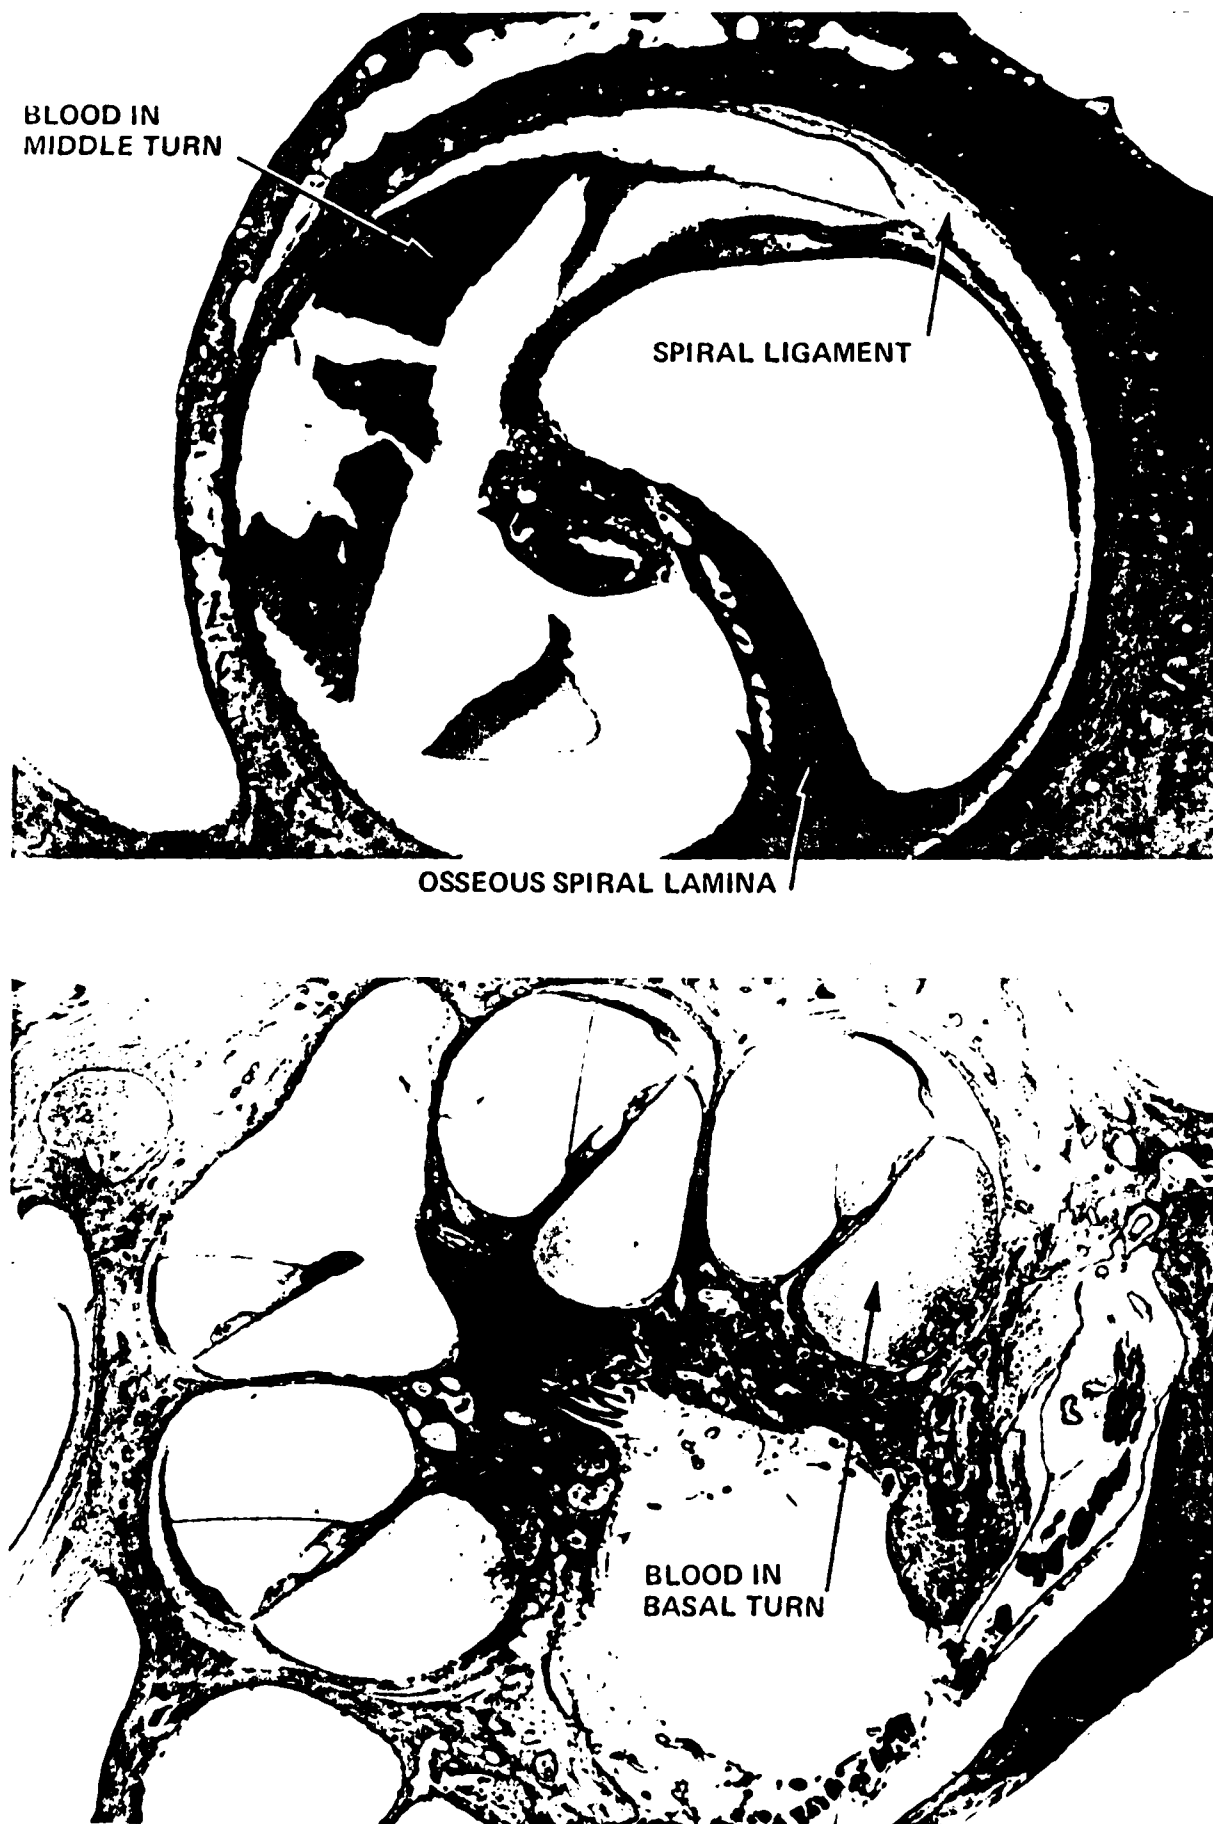 BLOOD IN
MIDDLE TURN
SPIRAL LIGAMENT
OSSEOUS SPIRAL LAMINA
BLOOD IN
BASAL TURN